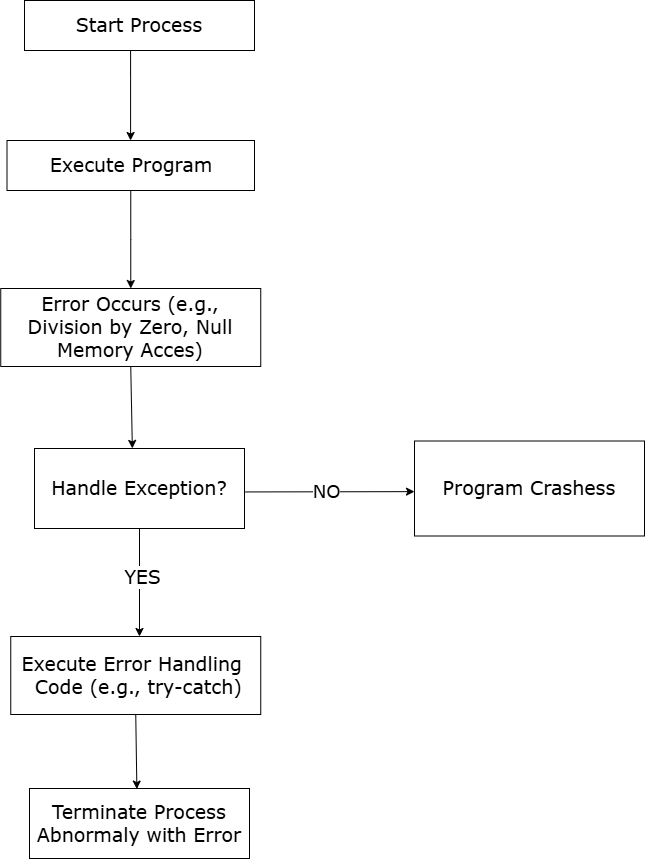 Start Process
Execute Program
Error Occurs (e.g.,
Division by Zero, Null
Memory Acces)
Handle Exception?
NO
Program Crashess
YES
Execute Error Handling
Code (e.g., try-catch)
Terminate Process
Abnormaly with Error